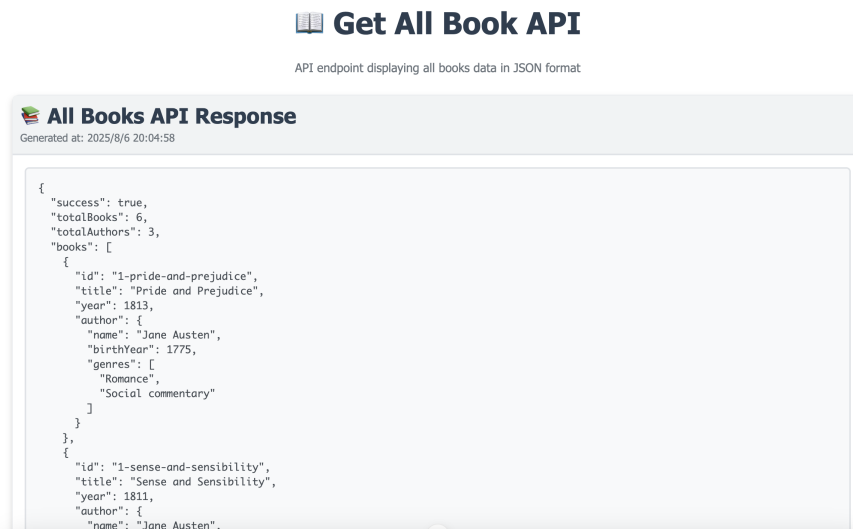 📖 Get All Book API
API endpoint displaying all books data in JSON format
📚 All Books API Response
Generated at: 2025/8/6 20:04:58
{
  "success": true,
  "totalBooks": 6,
  "totalAuthors": 3,
  "books": [
    {
      "id": "1-pride-and-prejudice",
      "title": "Pride and Prejudice",
      "year": 1813,
      "author": {
        "name": "Jane Austen",
        "birthYear": 1775,
        "genres": [
          "Romance",
          "Social commentary"
        ]
      }
    },
    {
      "id": "1-sense-and-sensibility",
      "title": "Sense and Sensibility",
      "year": 1811,
      "author": {
        "name": "Jane Austen",